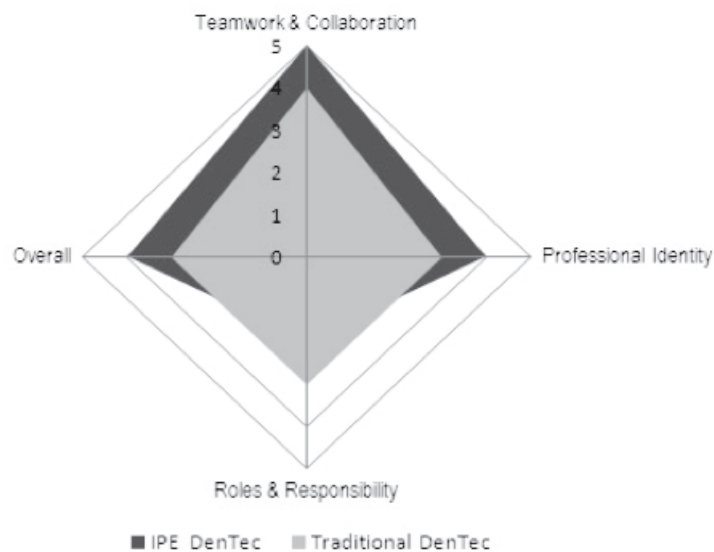 Teamwork & Collaboration
5
4
3
2
1
0
Overall
Professional Identity
Roles & Responsibility
IPE DenTec
Traditional DenTec